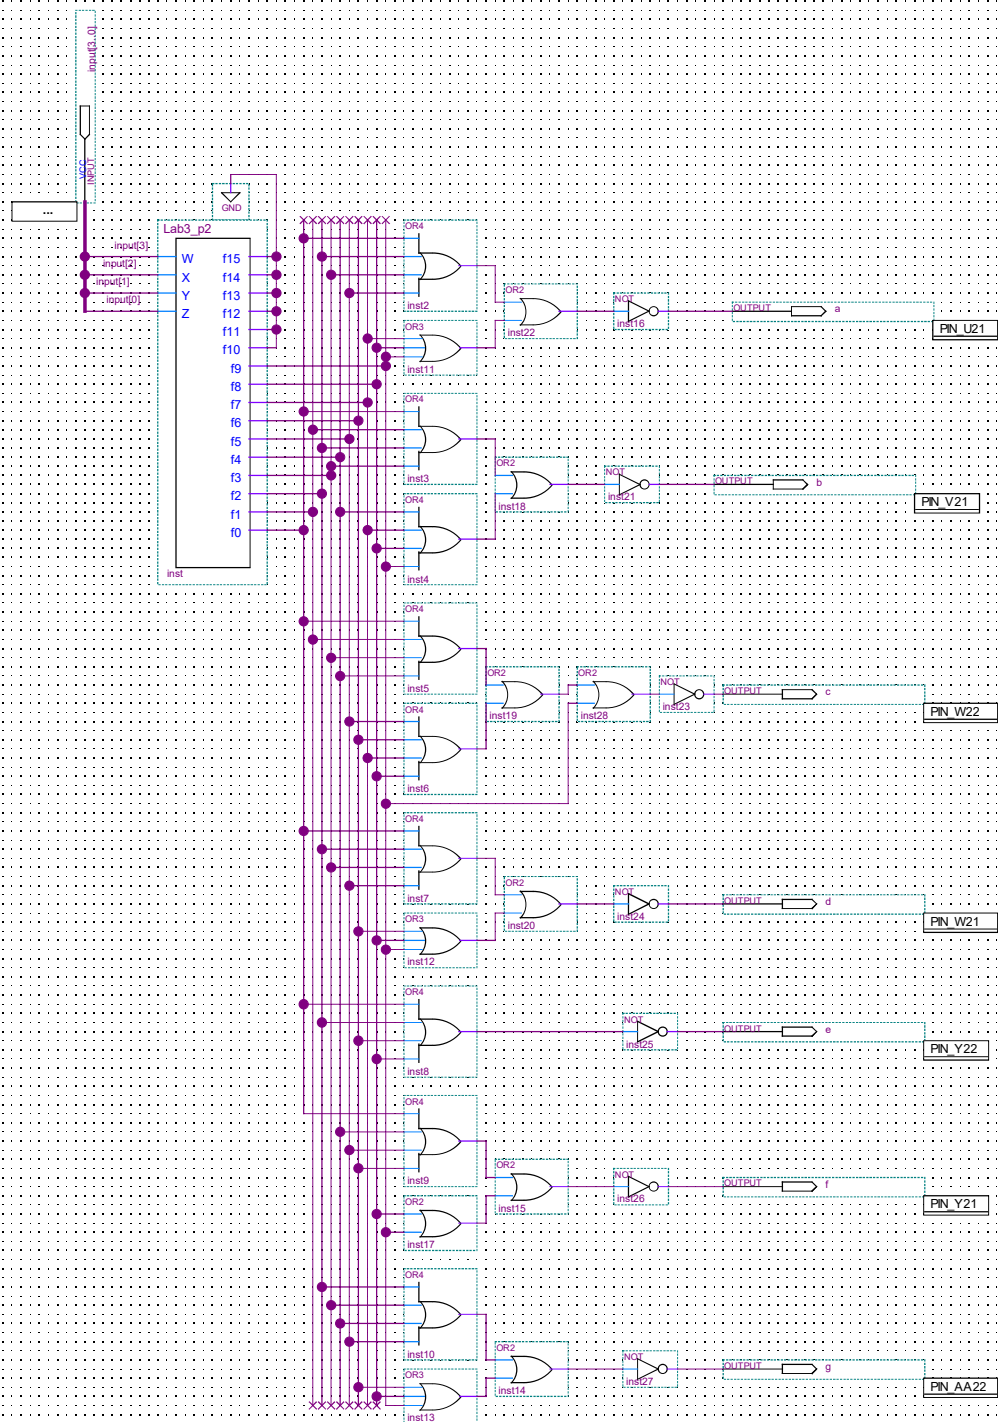 input[3..0]
VCC
INPUT
...
GND
Lab3_p2
input[3]
input[2]
input[1]
input[0]
W
X
Y
Z
f15
f14
f13
f12
f11
f10
f9
f8
f7
f6
f5
f4
f3
f2
f1
f0
inst
OR4
inst2
OR3
inst11
OR2
inst22
NOT
inst16
OUTPUT
a
PIN_U21
OR4
inst3
OR4
inst4
OR2
inst18
NOT
inst21
OUTPUT
b
PIN_V21
OR4
inst5
OR4
inst6
OR2
inst19
OR2
inst28
NOT
inst23
OUTPUT
c
PIN_W22
OR4
inst7
OR3
inst12
OR2
inst20
NOT
inst24
OUTPUT
d
PIN_W21
OR4
inst8
NOT
inst25
OUTPUT
e
PIN_Y22
OR4
inst9
OR2
inst17
OR2
inst15
NOT
inst26
OUTPUT
f
PIN_Y21
OR4
inst10
OR3
inst13
OR2
inst14
NOT
inst27
OUTPUT
g
PIN_AA22